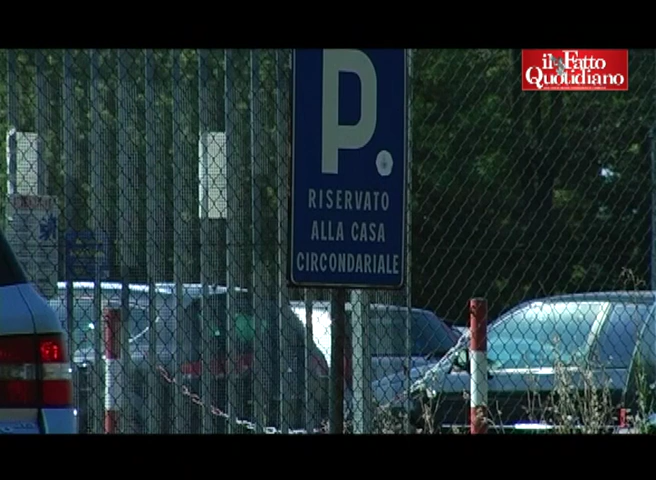 il Fatto
Quotidiano
P
RISERVATO
ALLA CASA
CIRCONDARIALE